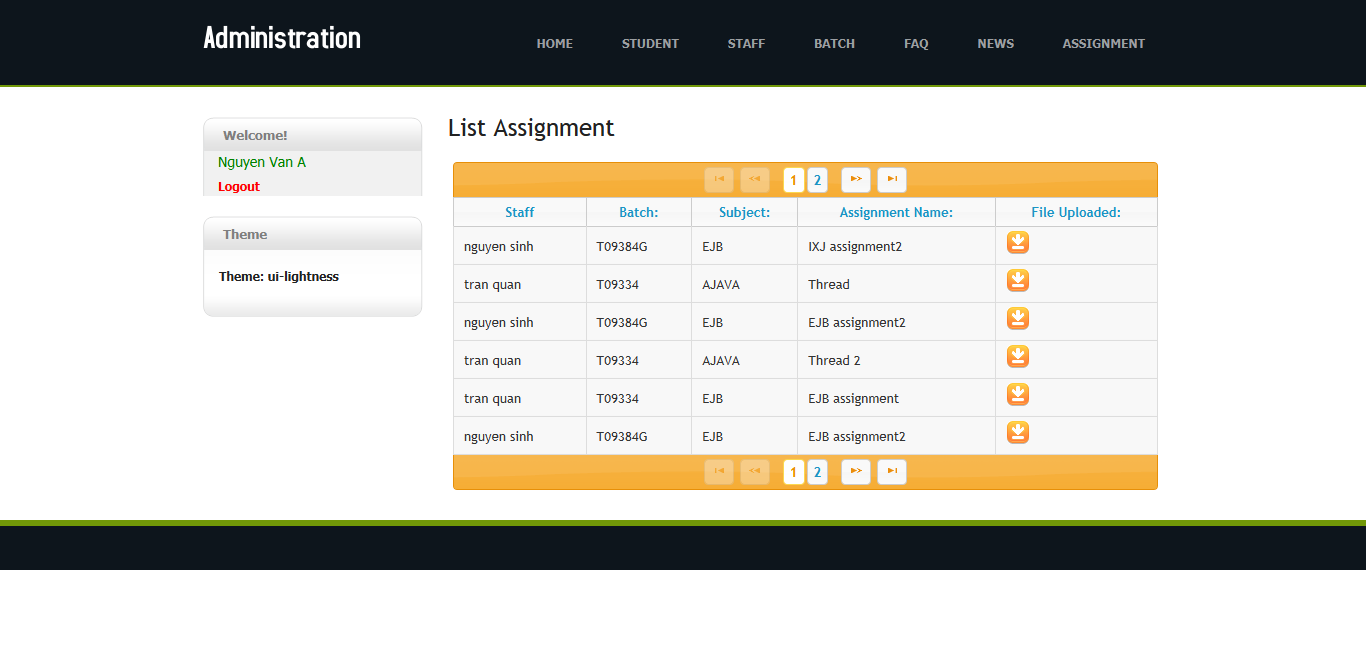 Administration
HOME STUDENT STAFF BATCH FAQ NEWS ASSIGNMENT
Welcome!
Nguyen Van A
Logout
Theme
Theme: ui-lightness
List Assignment
1 2
Staff Batch: Subject: Assignment Name: File Uploaded:
nguyen sinh T09384G EJB IXJ assignment2
tran quan T09334 AJAVA Thread
nguyen sinh T09384G EJB EJB assignment2
tran quan T09334 AJAVA Thread 2
tran quan T09334 EJB EJB assignment
nguyen sinh T09384G EJB EJB assignment2
1 2